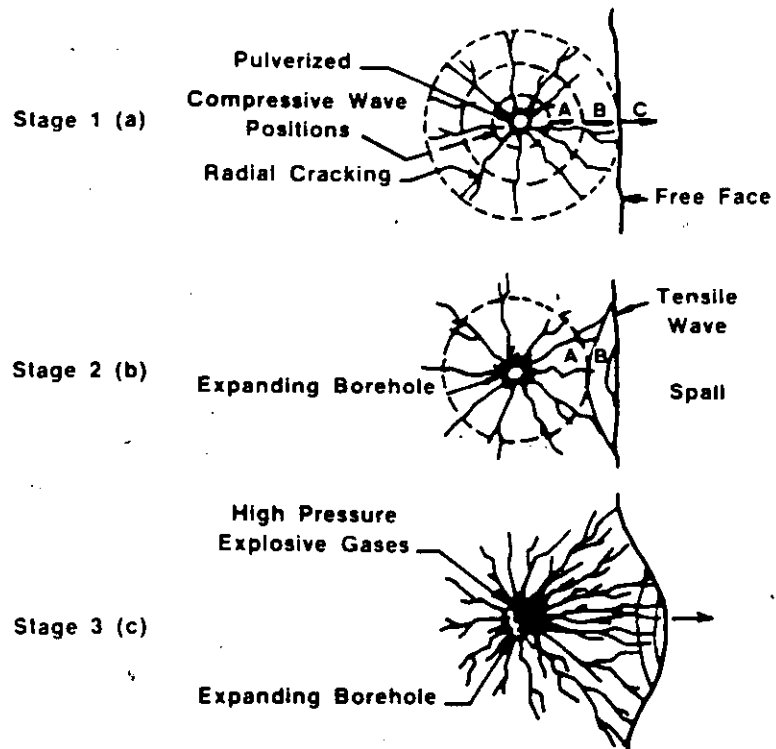 Pulverized
Compressive Wave
Positions
Stage 1 (a)
A B C
Radial Cracking
Free Face
Tensile
Wave
Stage 2 (b)
A B
Expanding Borehole
Spall
High Pressure
Explosive Gases
Stage 3 (c)
Expanding Borehole